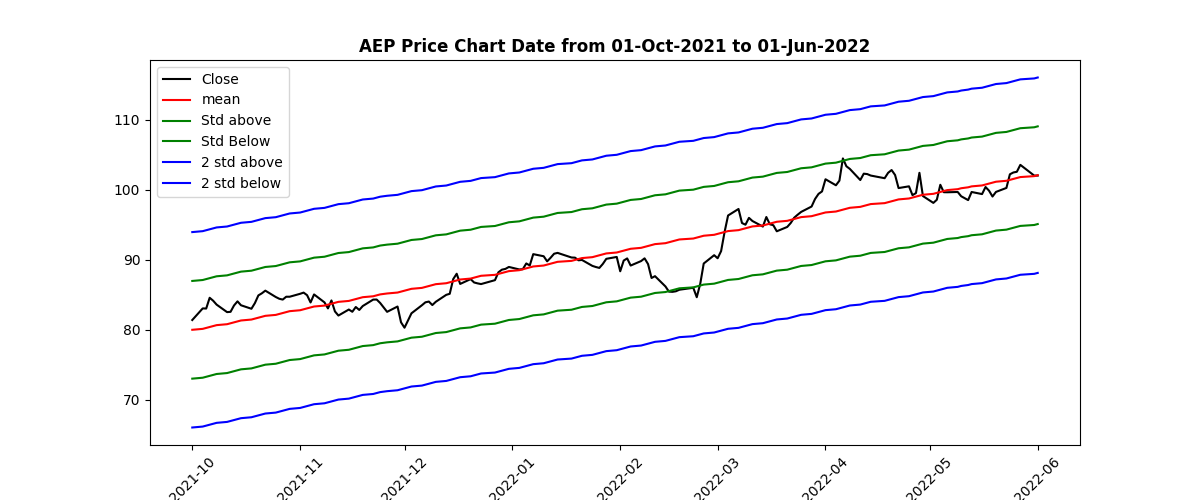 AEP Price Chart Date from 01-Oct-2021 to 01-Jun-2022
Close
mean
Std above
Std Below
2 std above
2 std below
110
100
90
80
70
2021-10
2021-11
2021-12
2022-01
2022-02
2022-03
2022-04
2022-05
2022-06